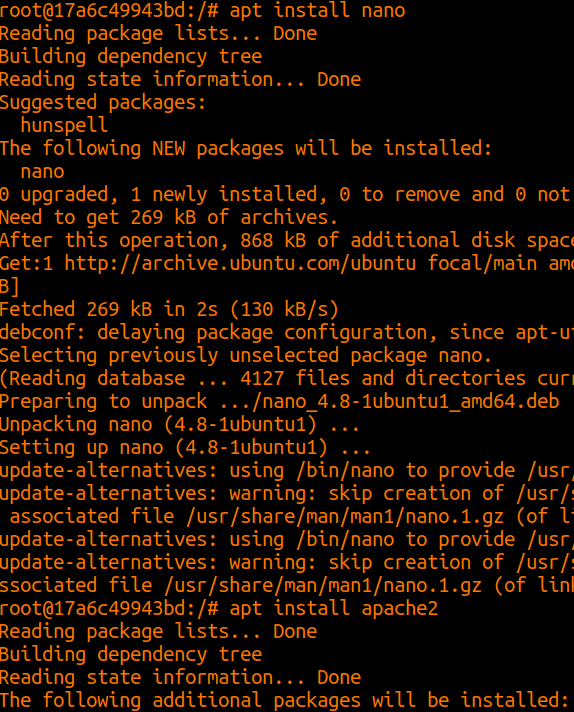 root@17a6c49943bd:/# apt install nano
Reading package lists... Done
Building dependency tree
Reading state information... Done
Suggested packages:
  hunspell
The following NEW packages will be installed:
  nano
0 upgraded, 1 newly installed, 0 to remove and 0 not
Need to get 269 kB of archives.
After this operation, 868 kB of additional disk space
Get:1 http://archive.ubuntu.com/ubuntu focal/main amd
B]
Fetched 269 kB in 2s (130 kB/s)
debconf: delaying package configuration, since apt-ut
Selecting previously unselected package nano.
(Reading database ... 4127 files and directories curr
Preparing to unpack .../nano_4.8-1ubuntu1_amd64.deb
Unpacking nano (4.8-1ubuntu1) ...
Setting up nano (4.8-1ubuntu1) ...
update-alternatives: using /bin/nano to provide /usr/
update-alternatives: warning: skip creation of /usr/s
 associated file /usr/share/man/man1/nano.1.gz (of li
update-alternatives: using /bin/nano to provide /usr/
update-alternatives: warning: skip creation of /usr/s
ssociated file /usr/share/man/man1/nano.1.gz (of link
root@17a6c49943bd:/# apt install apache2
Reading package lists... Done
Building dependency tree
Reading state information... Done
The following additional packages will be installed: